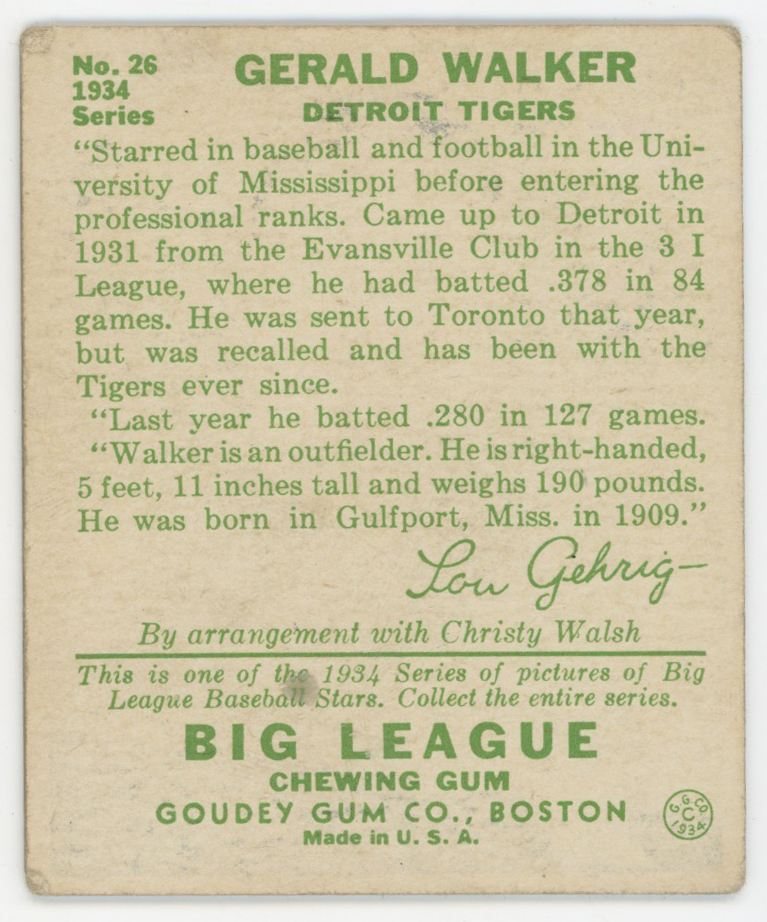 No. 26
1934
Series
GERALD WALKER
DETROIT TIGERS
“Starred in baseball and football in the Uni-
versity of Mississippi before entering the
professional ranks. Came up to Detroit in
1931 from the Evansville Club in the 3 I
League, where he had batted .378 in 84
games. He was sent to Toronto that year,
but was recalled and has been with the
Tigers ever since.
“Last year he batted .280 in 127 games.
“Walker is an outfielder. He is right-handed,
5 feet, 11 inches tall and weighs 190 pounds.
He was born in Gulfport, Miss. in 1909.”
Lou Gehrig
By arrangement with Christy Walsh
This is one of the 1934 Series of pictures of Big
League Baseball Stars. Collect the entire series.
BIG LEAGUE
CHEWING GUM
GOUDEY GUM CO., BOSTON
Made in U. S. A.
G. G. CO.
C
1934